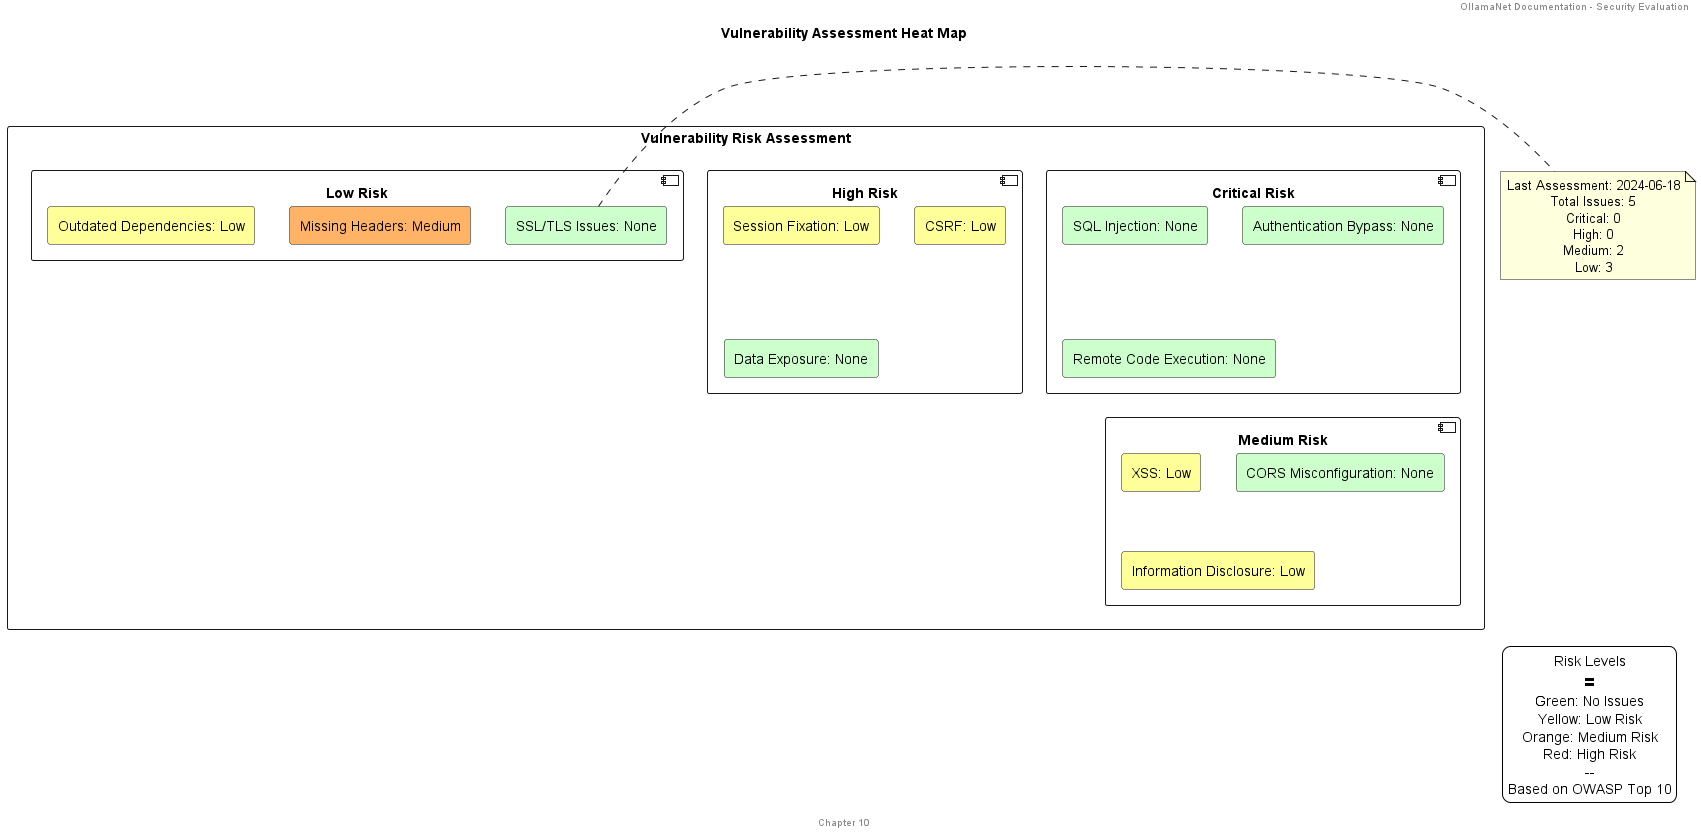 OllamaNet Documentation - Security Evaluation
Vulnerability Assessment Heat Map
Vulnerability Risk Assessment
Low Risk
Outdated Dependencies: Low
Missing Headers: Medium
SSL/TLS Issues: None
High Risk
Session Fixation: Low
CSRF: Low
Data Exposure: None
Critical Risk
SQL Injection: None
Authentication Bypass: None
Remote Code Execution: None
Medium Risk
XSS: Low
CORS Misconfiguration: None
Information Disclosure: Low
Last Assessment: 2024-06-18
Total Issues: 5
Critical: 0
High: 0
Medium: 2
Low: 3
Risk Levels
=
Green: No Issues
Yellow: Low Risk
Orange: Medium Risk
Red: High Risk
--
Based on OWASP Top 10
Chapter 10